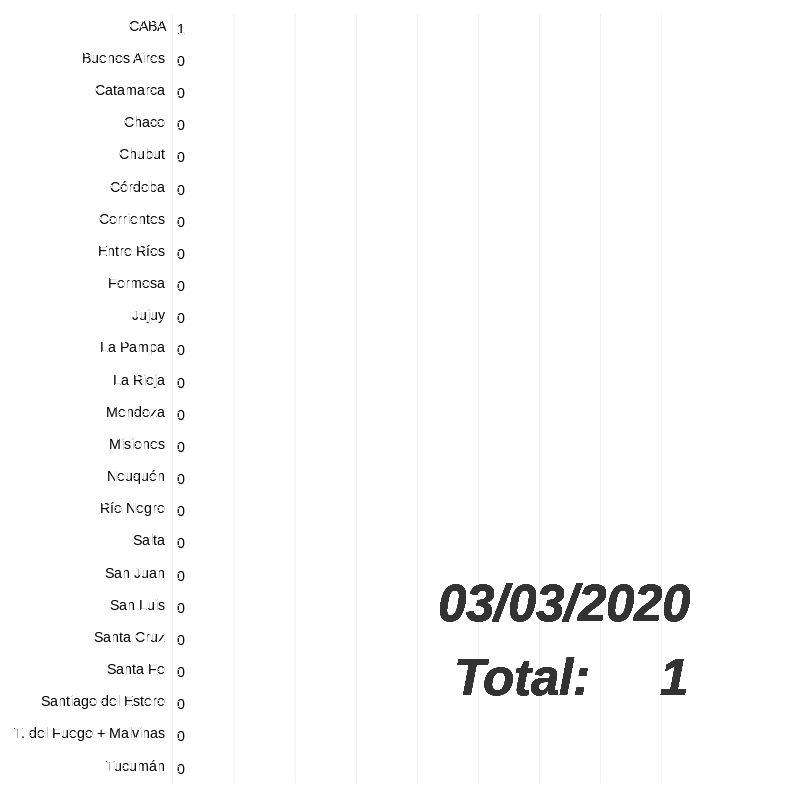 CABA 1
Buenos Aires 0
Catamarca 0
Chaco 0
Chubut 0
Córdoba 0
Corrientes 0
Entre Ríos 0
Formosa 0
Jujuy 0
La Pampa 0
La Rioja 0
Mendoza 0
Misiones 0
Neuquén 0
Río Negro 0
Salta 0
San Juan 0
San Luis 0
Santa Cruz 0
Santa Fe 0
Santiago del Estero 0
T. del Fuego + Malvinas 0
Tucumán 0
03/03/2020
Total: 1